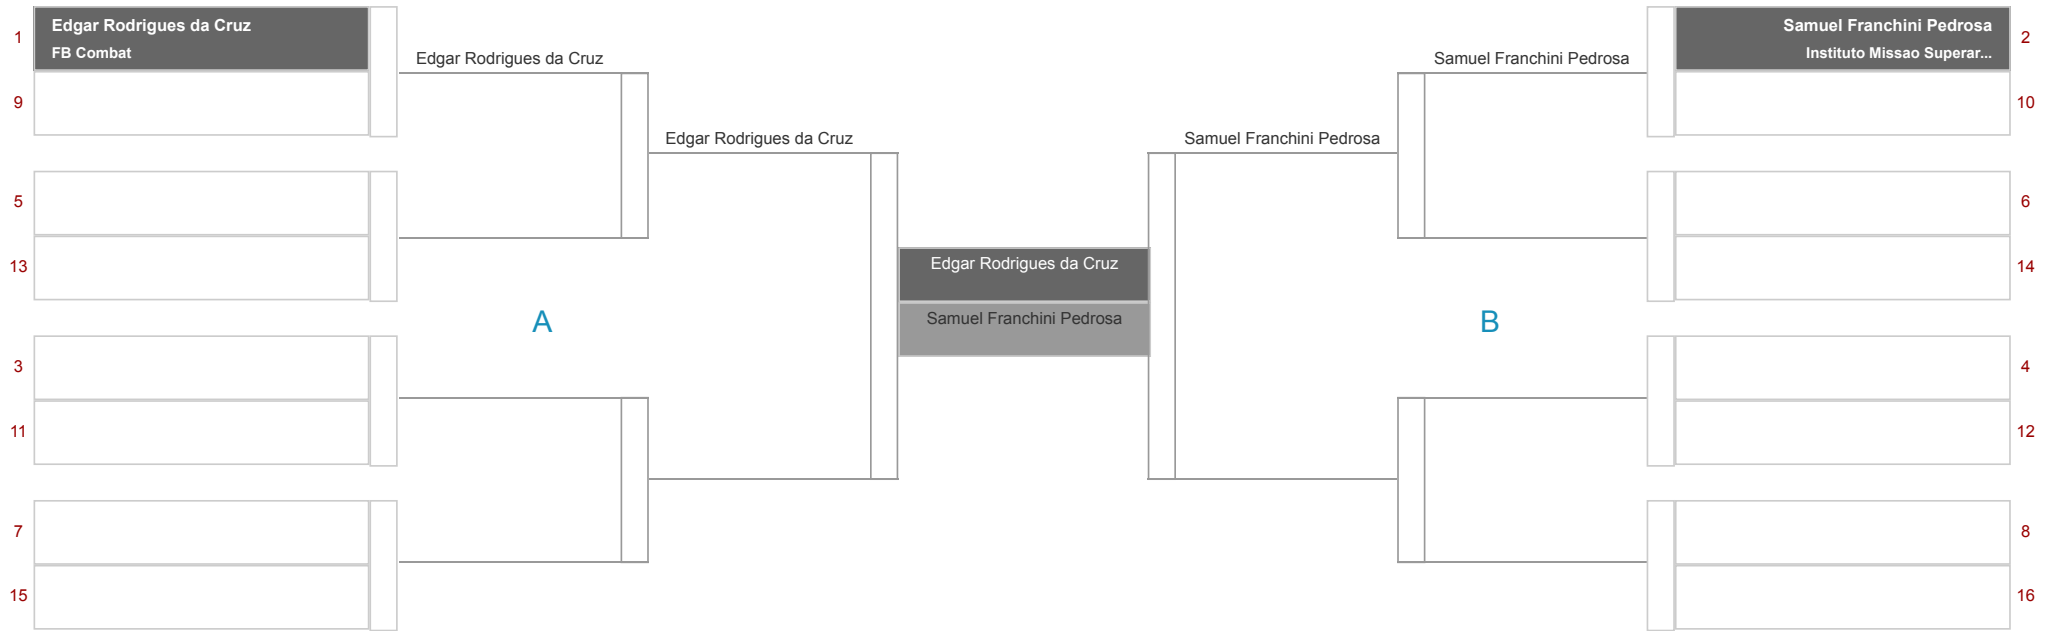 1
Edgar Rodrigues da Cruz
FB Combat
9
5
13
3
11
7
15
Edgar Rodrigues da Cruz
Edgar Rodrigues da Cruz
A
Edgar Rodrigues da Cruz
Samuel Franchini Pedrosa
Samuel Franchini Pedrosa
Samuel Franchini Pedrosa
B
Samuel Franchini Pedrosa
Instituto Missao Superar...
2
10
6
14
4
12
8
16